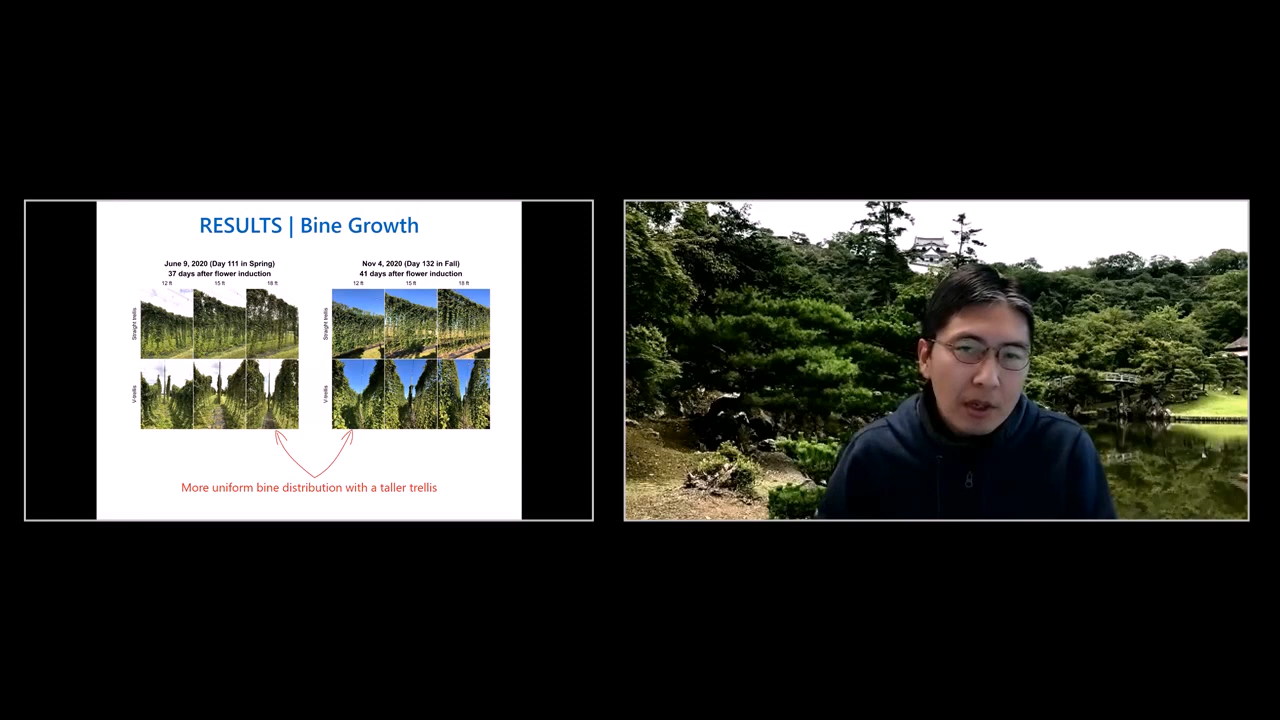 RESULTS | Bine Growth
June 9, 2020 (Day 111 in Spring)
37 days after flower induction
12 ft 15 ft 18 ft
Straight trellis
V-trellis
Nov 4, 2020 (Day 132 in Fall)
41 days after flower induction
12 ft 15 ft 18 ft
Straight trellis
V-trellis
More uniform bine distribution with a taller trellis